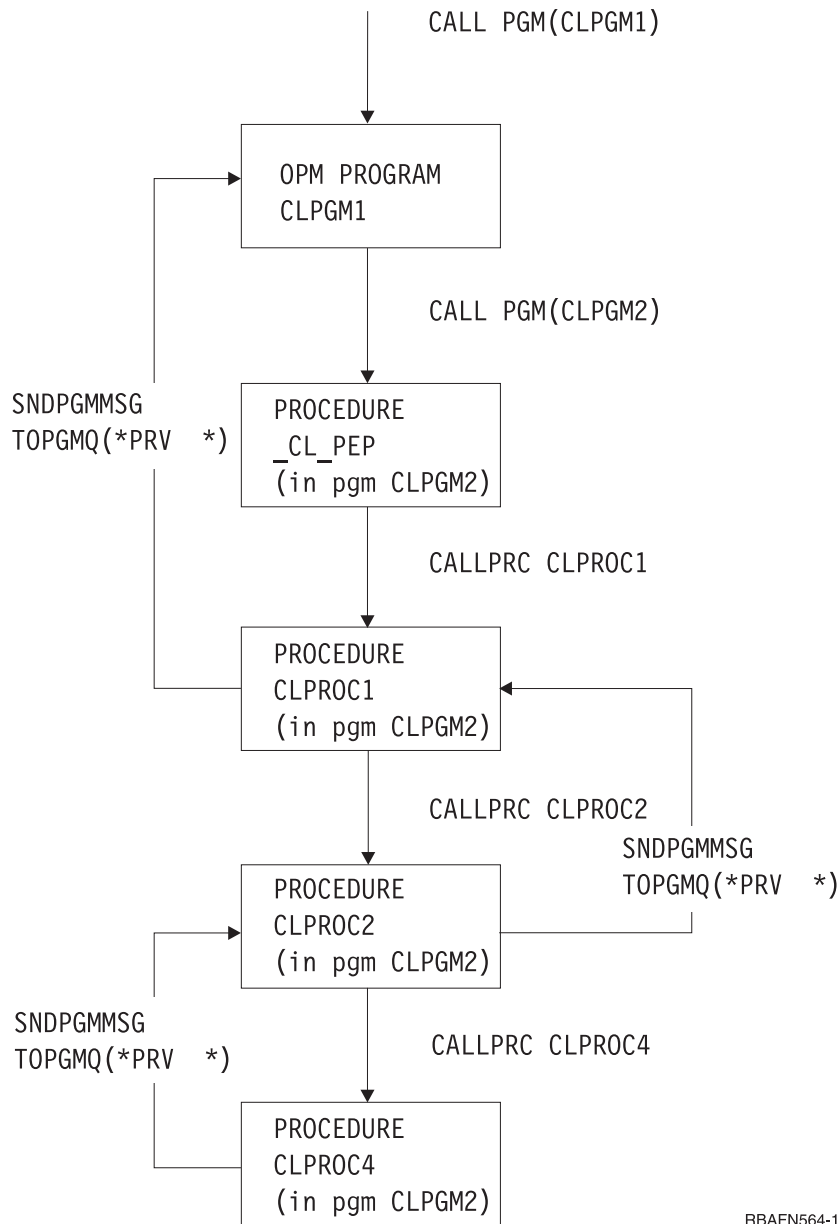 CALL PGM(CLPGM1)
OPM PROGRAM
CLPGM1
CALL PGM(CLPGM2)
SNDPGMMSG
TOPGMQ(*PRV  *)
PROCEDURE
_CL_PEP
(in pgm CLPGM2)
CALLPRC CLPROC1
PROCEDURE
CLPROC1
(in pgm CLPGM2)
CALLPRC CLPROC2
SNDPGMMSG
TOPGMQ(*PRV  *)
PROCEDURE
CLPROC2
(in pgm CLPGM2)
SNDPGMMSG
TOPGMQ(*PRV  *)
CALLPRC CLPROC4
PROCEDURE
CLPROC4
(in pgm CLPGM2)
RBAFN564-1